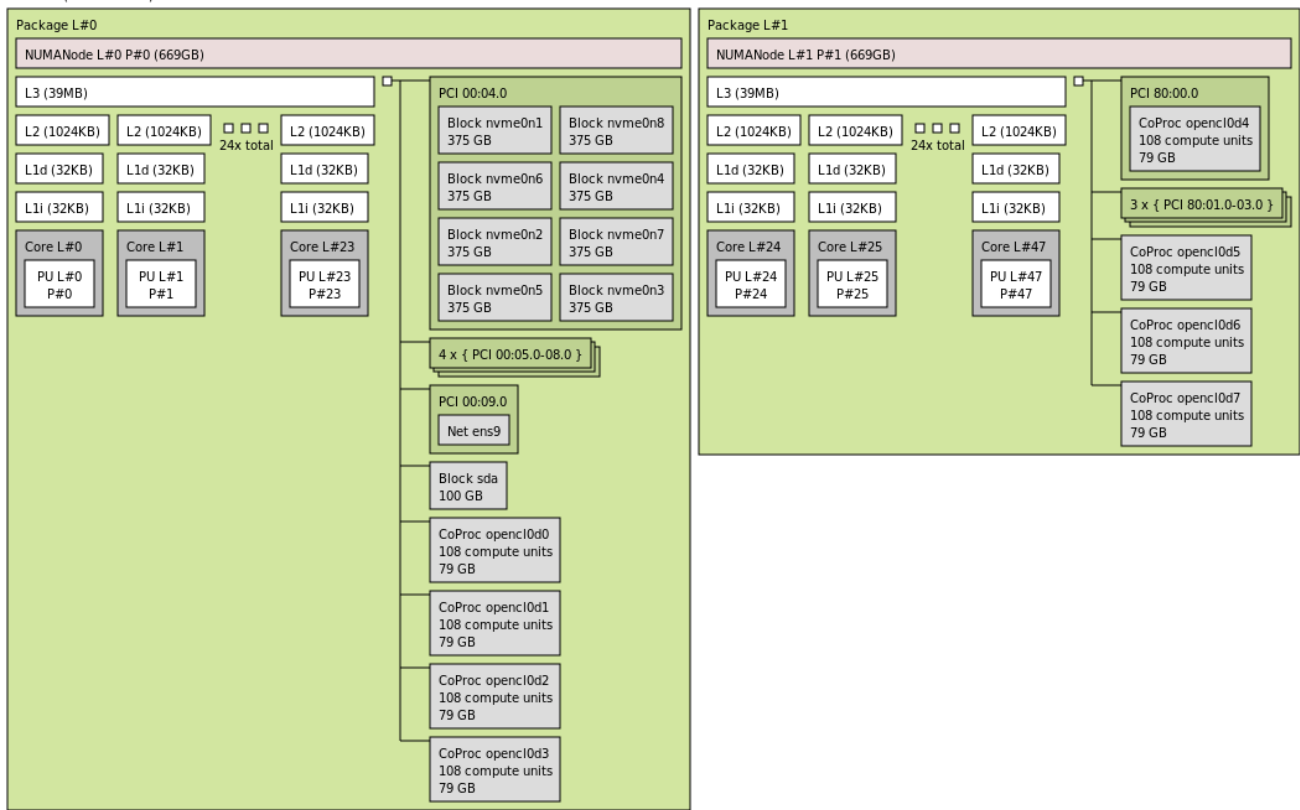 Package L#0
NUMANode L#0 P#0 (669GB)
L3 (39MB)
L2 (1024KB) L2 (1024KB) 24x total L2 (1024KB)
L1d (32KB) L1d (32KB) L1d (32KB)
L1i (32KB) L1i (32KB) L1i (32KB)
Core L#0 Core L#1 Core L#23
PU L#0 PU L#1 PU L#23
P#0 P#1 P#23
PCI 00:04.0
Block nvme0n1 Block nvme0n8
375 GB 375 GB
Block nvme0n6 Block nvme0n4
375 GB 375 GB
Block nvme0n2 Block nvme0n7
375 GB 375 GB
Block nvme0n5 Block nvme0n3
375 GB 375 GB
4 x { PCI 00:05.0-08.0 }
PCI 00:09.0
Net ens9
Block sda
100 GB
CoProc opencl0d0
108 compute units
79 GB
CoProc opencl0d1
108 compute units
79 GB
CoProc opencl0d2
108 compute units
79 GB
CoProc opencl0d3
108 compute units
79 GB
Package L#1
NUMANode L#1 P#1 (669GB)
L3 (39MB)
L2 (1024KB) L2 (1024KB) 24x total L2 (1024KB)
L1d (32KB) L1d (32KB) L1d (32KB)
L1i (32KB) L1i (32KB) L1i (32KB)
Core L#24 Core L#25 Core L#47
PU L#24 PU L#25 PU L#47
P#24 P#25 P#47
PCI 80:00.0
CoProc opencl0d4
108 compute units
79 GB
3 x { PCI 80:01.0-03.0 }
CoProc opencl0d5
108 compute units
79 GB
CoProc opencl0d6
108 compute units
79 GB
CoProc opencl0d7
108 compute units
79 GB